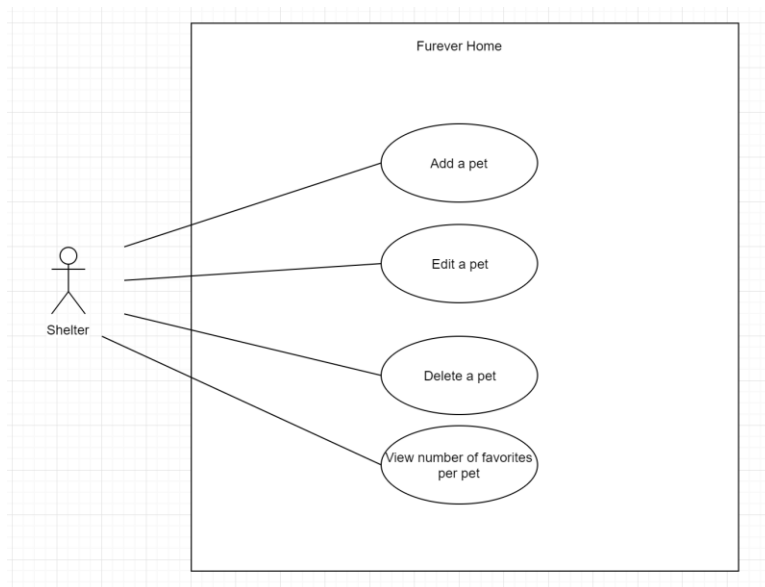 Furever Home
Add a pet
Edit a pet
Shelter
Delete a pet
View number of favorites
per pet